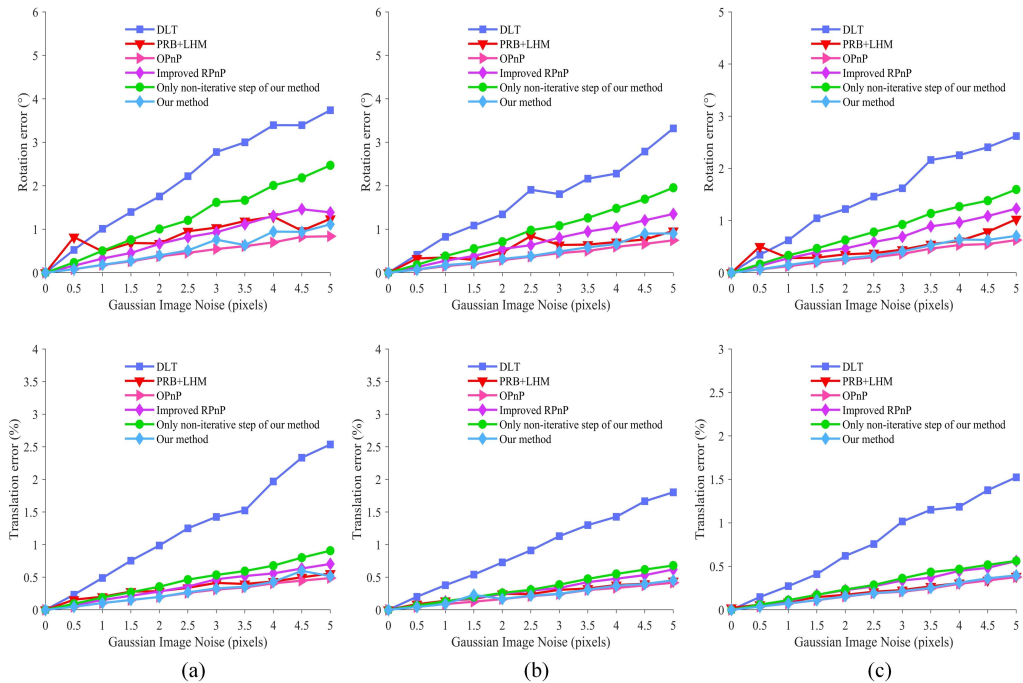 6
5
4
3
2
1
0
Rotation error (°)
DLT
PRB+LHM
OPnP
Improved RPnP
Only non-iterative step of our method
Our method
0 0.5 1 1.5 2 2.5 3 3.5 4 4.5 5
Gaussian Image Noise (pixels)
6
5
4
3
2
1
0
Rotation error (°)
DLT
PRB+LHM
OPnP
Improved RPnP
Only non-iterative step of our method
Our method
0 0.5 1 1.5 2 2.5 3 3.5 4 4.5 5
Gaussian Image Noise (pixels)
5
4
3
2
1
0
Rotation error (°)
DLT
PRB+LHM
OPnP
Improved RPnP
Only non-iterative step of our method
Our method
0 0.5 1 1.5 2 2.5 3 3.5 4 4.5 5
Gaussian Image Noise (pixels)
4
3.5
3
2.5
2
1.5
1
0.5
0
Translation error (%)
DLT
PRB+LHM
OPnP
Improved RPnP
Only non-iterative step of our method
Our method
0 0.5 1 1.5 2 2.5 3 3.5 4 4.5 5
Gaussian Image Noise (pixels)
(a)
4
3.5
3
2.5
2
1.5
1
0.5
0
Translation error (%)
DLT
PRB+LHM
OPnP
Improved RPnP
Only non-iterative step of our method
Our method
0 0.5 1 1.5 2 2.5 3 3.5 4 4.5 5
Gaussian Image Noise (pixels)
(b)
3
2.5
2
1.5
1
0.5
0
Translation error (%)
DLT
PRB+LHM
OPnP
Improved RPnP
Only non-iterative step of our method
Our method
0 0.5 1 1.5 2 2.5 3 3.5 4 4.5 5
Gaussian Image Noise (pixels)
(c)